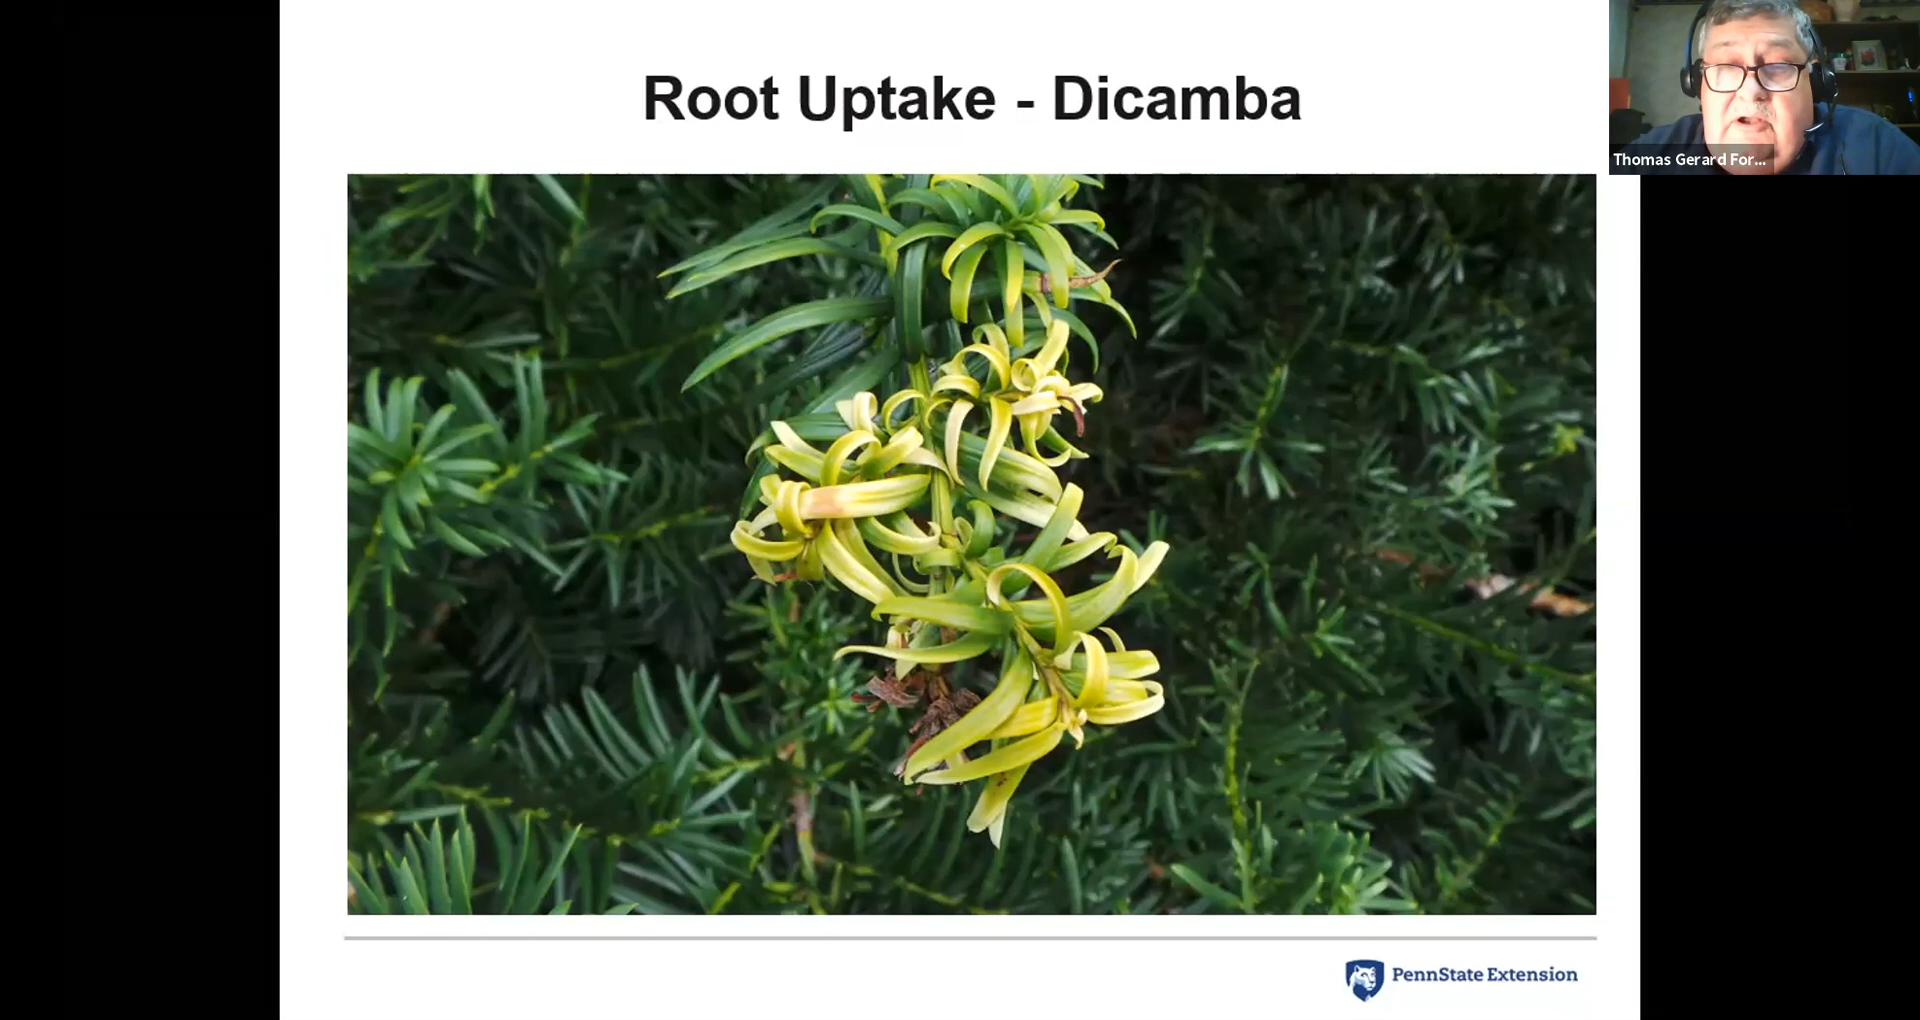 Root Uptake - Dicamba
Thomas Gerard For...
PennState Extension